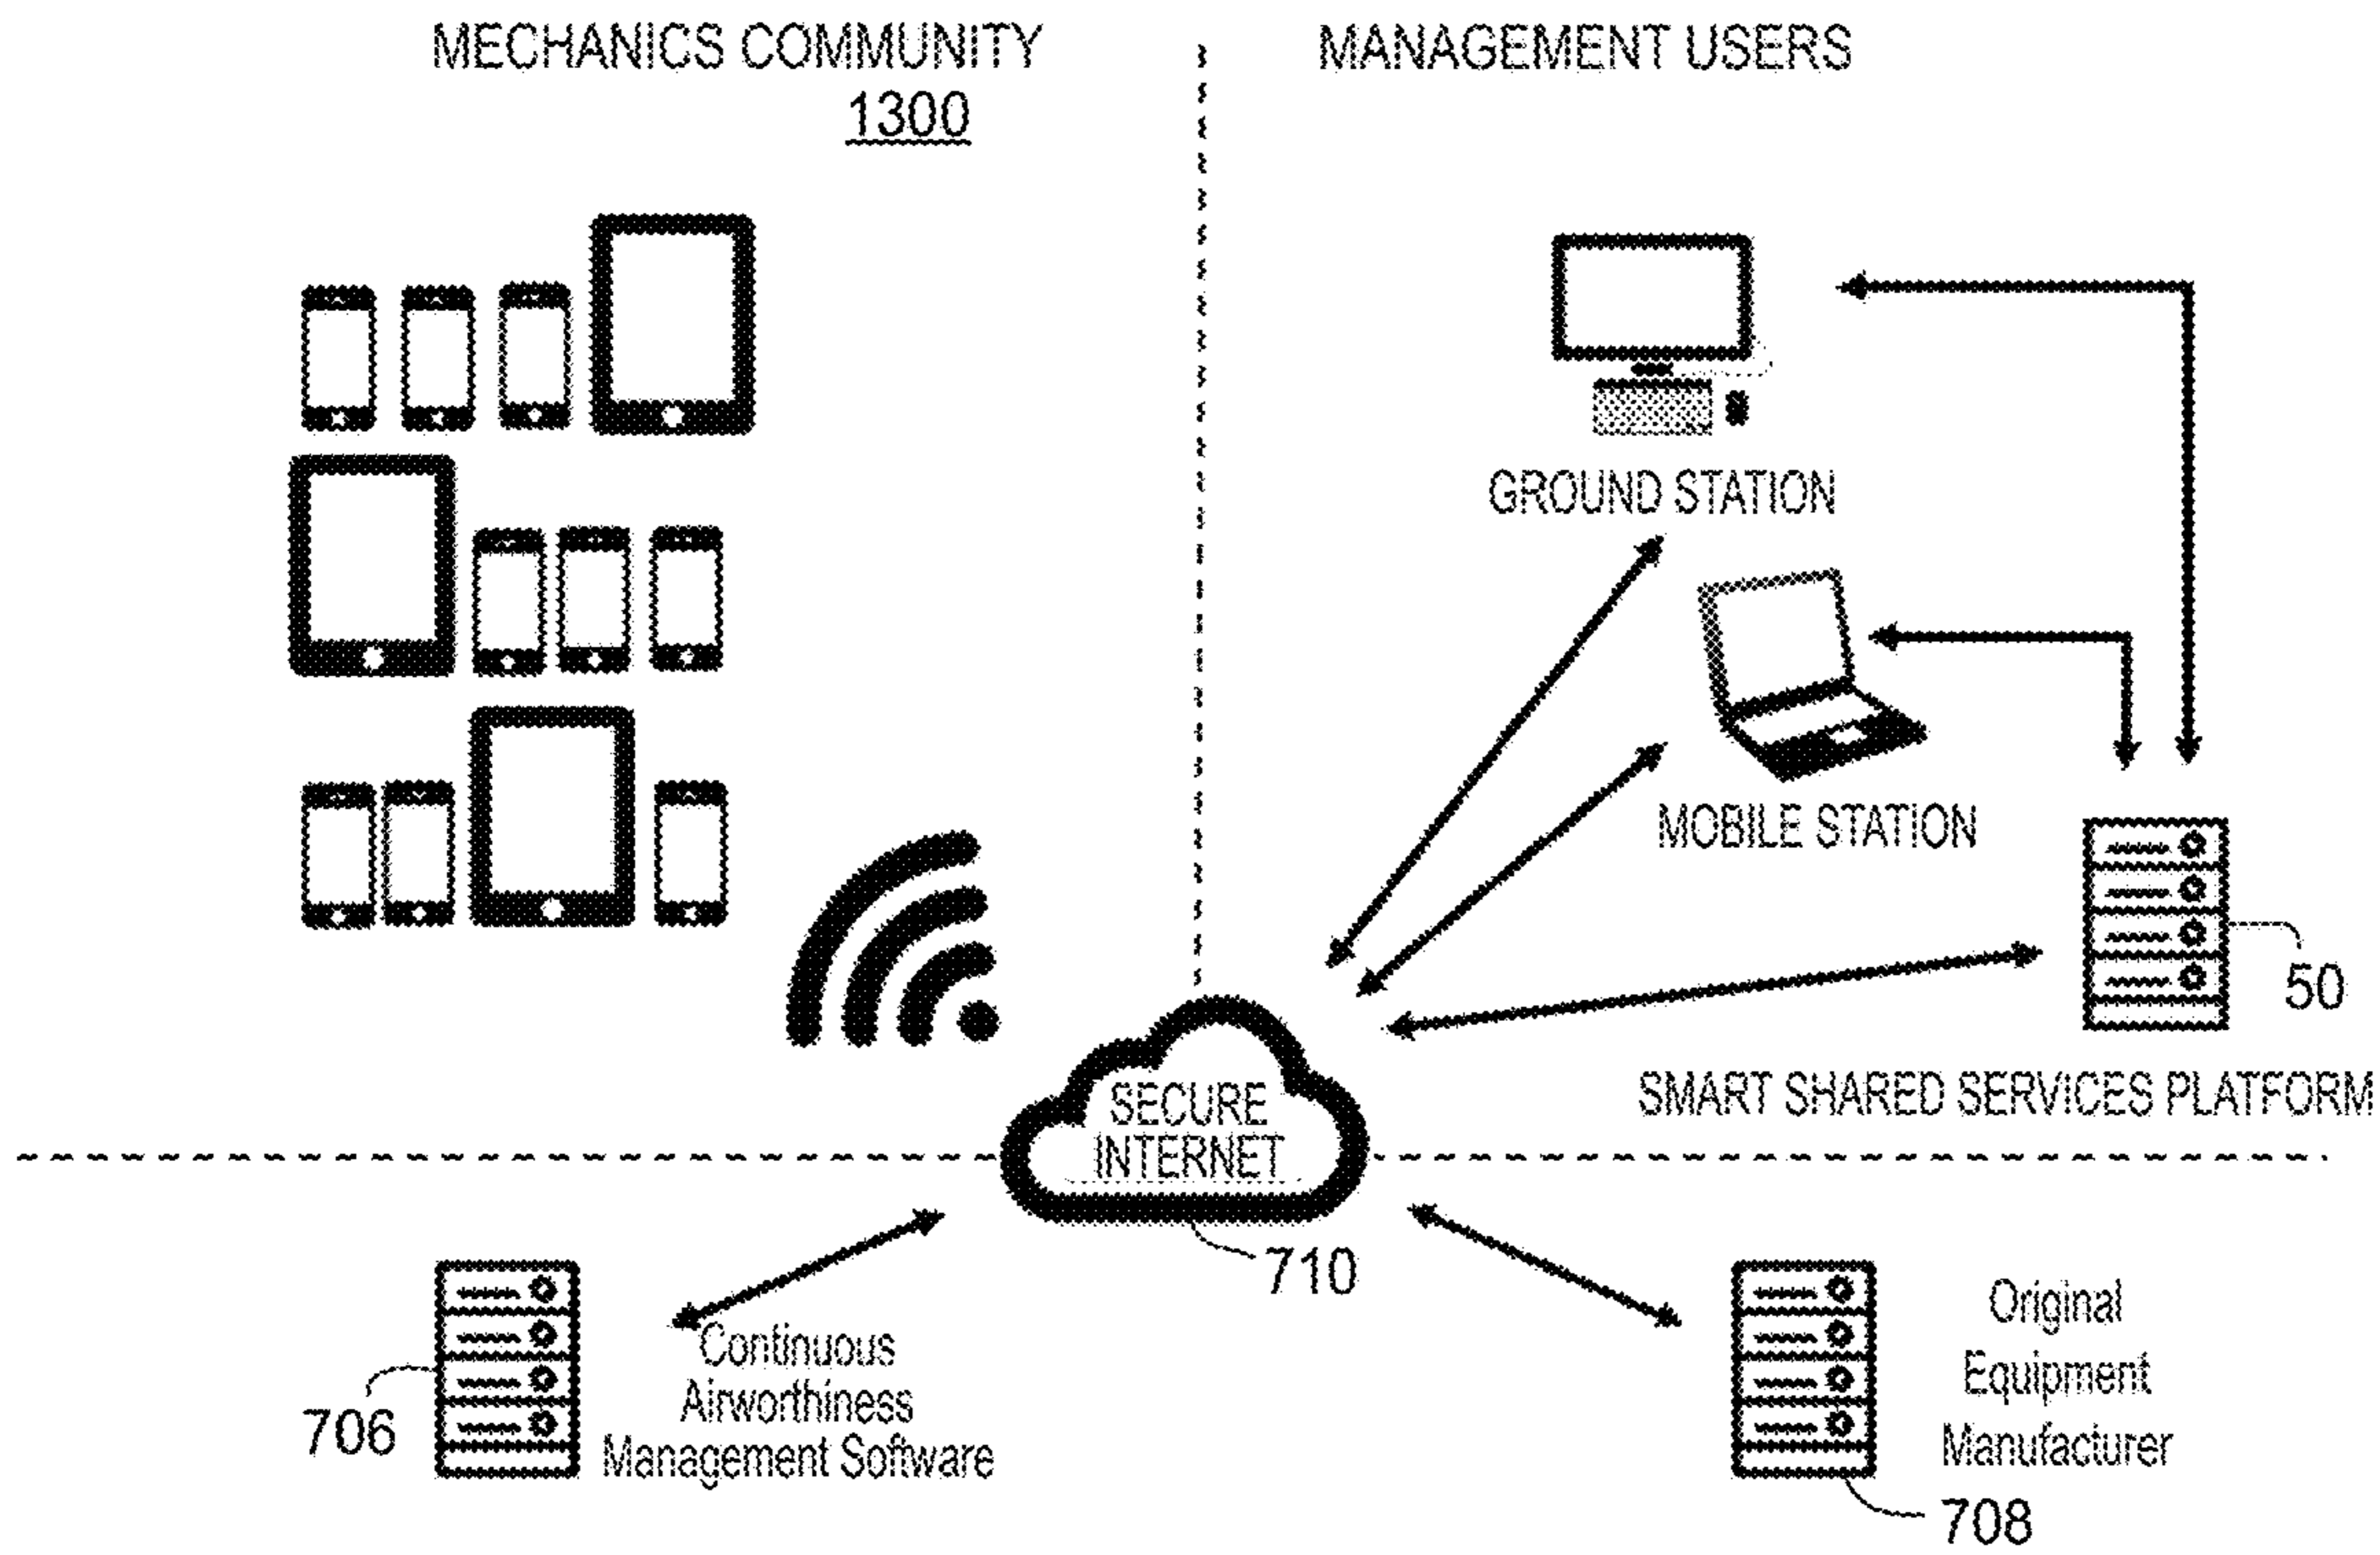 MECHANICS COMMUNITY
1300
MANAGEMENT USERS
GROUND STATION
MOBILE STATION
50
SMART SHARED SERVICES PLATFORM
SECURE
INTERNET
710
706
Continuous
Airworthiness
Management Software
Original
Equipment
Manufacturer
708